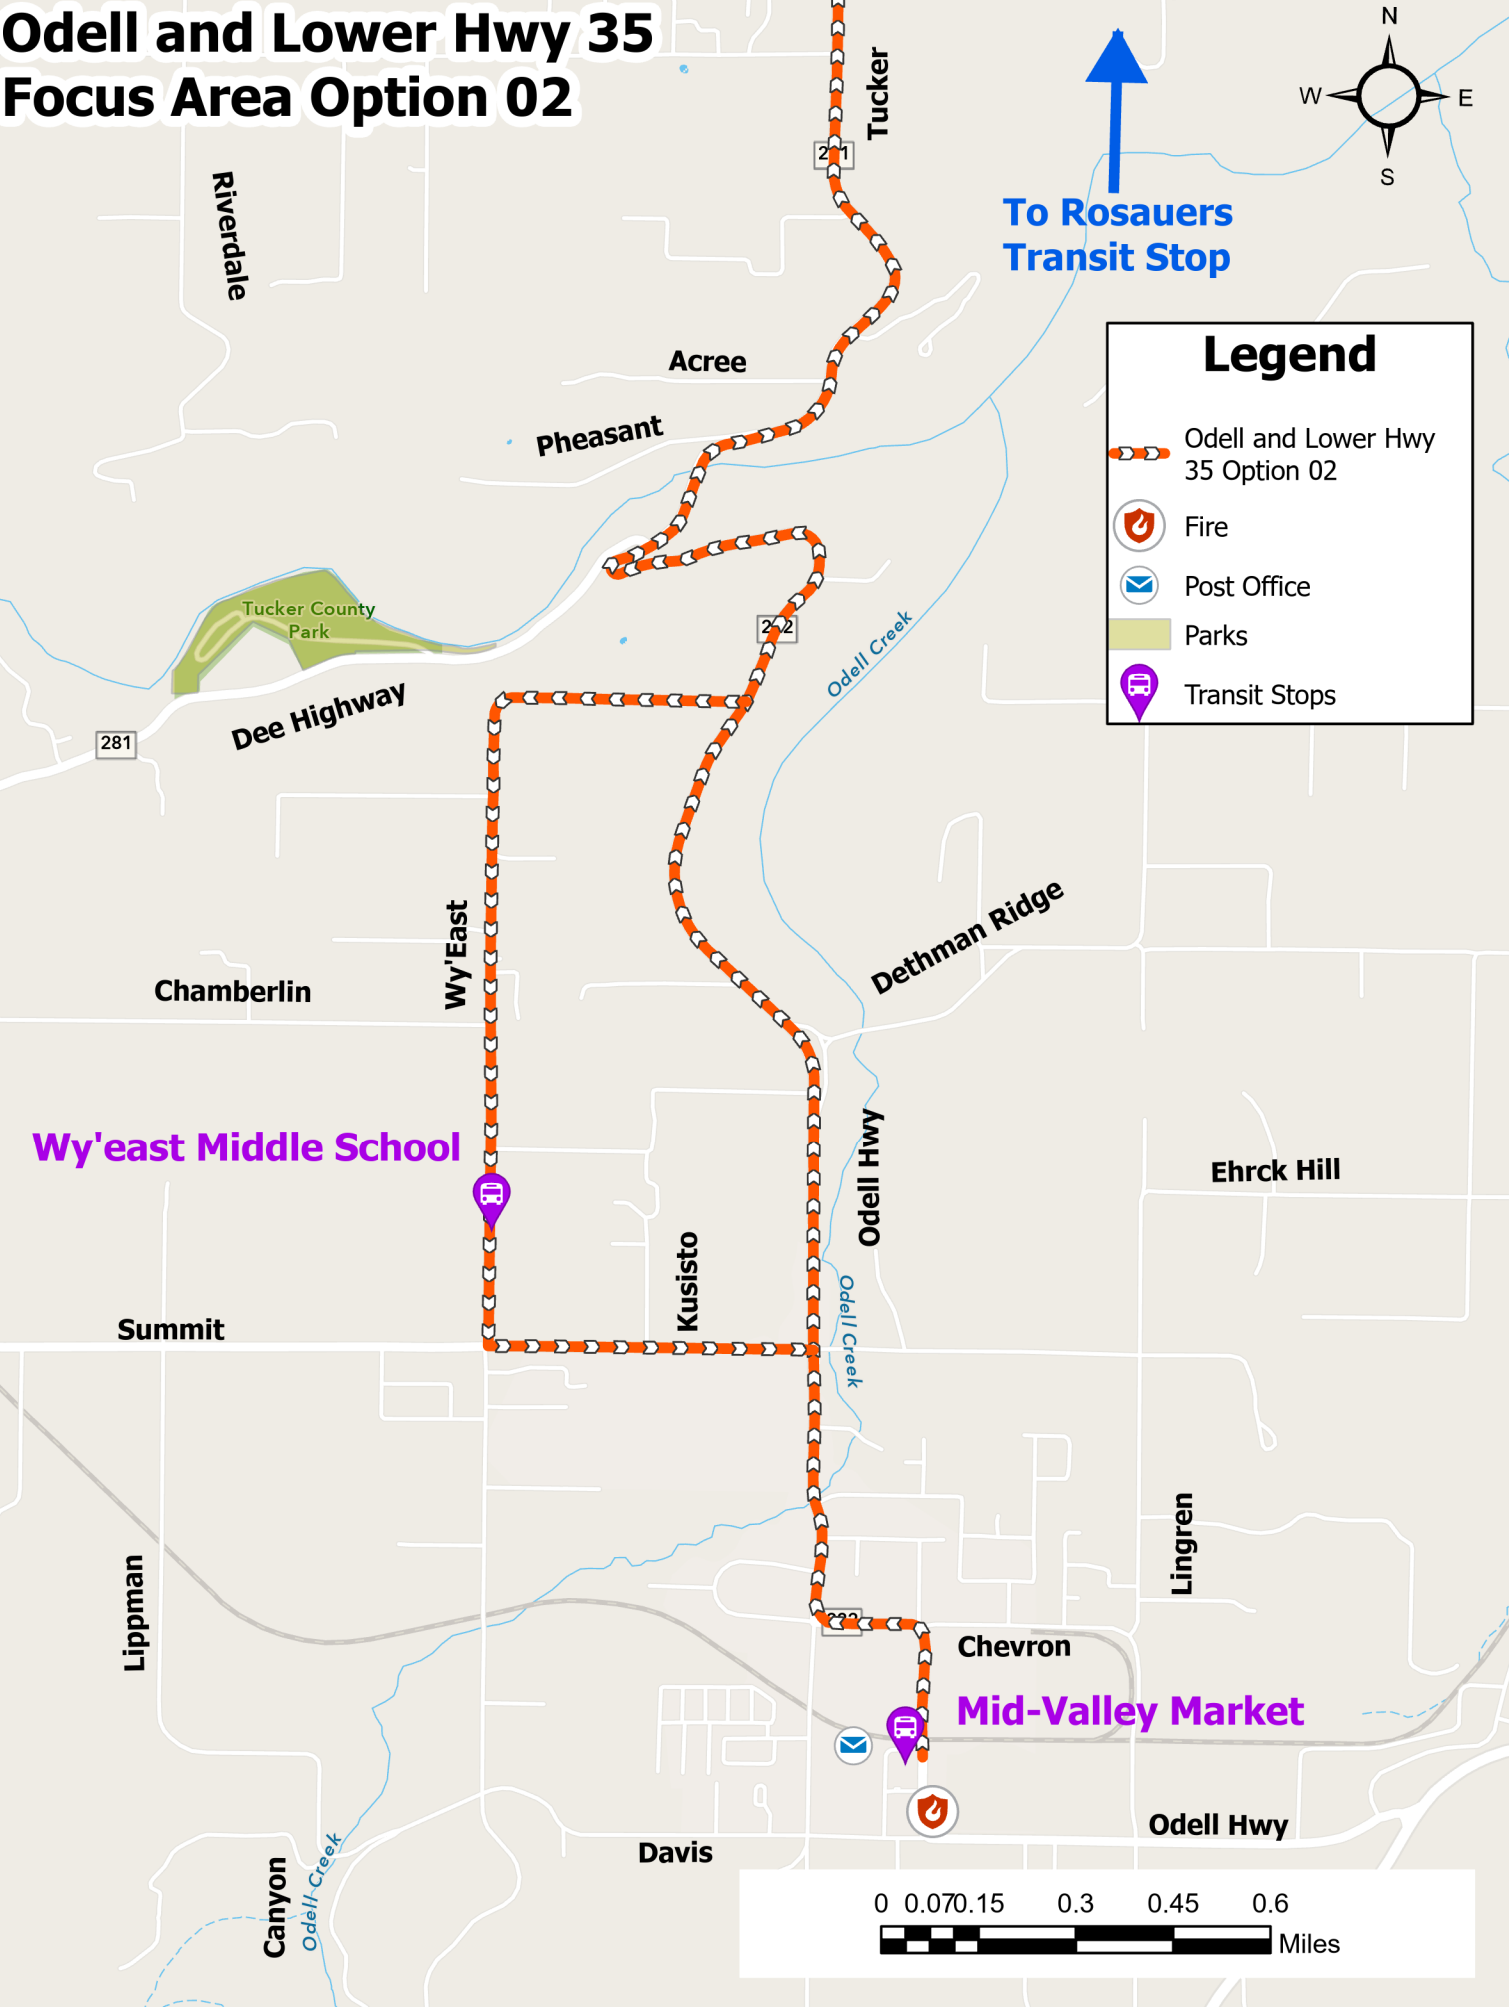 Odell and Lower Hwy 35
Focus Area Option 02
N
W
E
S
Tucker
To Rosauers
Transit Stop
Riverdale
Legend
Odell and Lower Hwy
35 Option 02
Fire
Post Office
Parks
Transit Stops
Acree
Pheasant
Tucker County
Park
Dee Highway
281
Odell Creek
Wy'East
Dethman Ridge
Chamberlin
Wy'east Middle School
Odell Hwy
Ehrck Hill
Kusisto
Summit
Odell Creek
Lingren
Lippman
Chevron
Mid-Valley Market
Odell Hwy
Davis
Canyon
Odell Creek
0 0.07 0.15 0.3 0.45 0.6
Miles